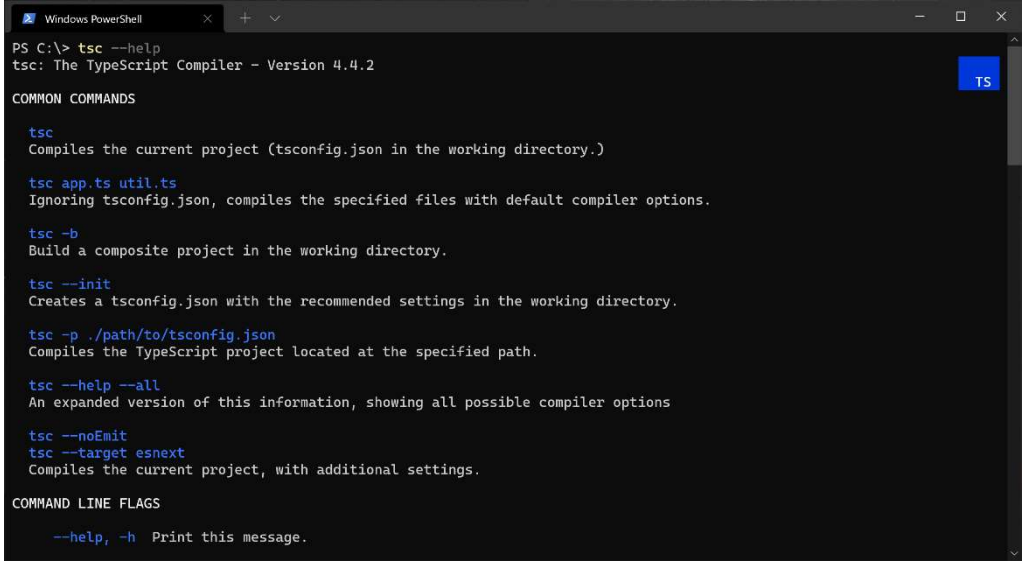 Windows PowerShell
PS C:\> tsc --help
tsc: The TypeScript Compiler - Version 4.4.2
TS
COMMON COMMANDS
tsc
Compiles the current project (tsconfig.json in the working directory.)
tsc app.ts util.ts
Ignoring tsconfig.json, compiles the specified files with default compiler options.
tsc -b
Build a composite project in the working directory.
tsc --init
Creates a tsconfig.json with the recommended settings in the working directory.
tsc -p ./path/to/tsconfig.json
Compiles the TypeScript project located at the specified path.
tsc --help --all
An expanded version of this information, showing all possible compiler options
tsc --noEmit
tsc --target esnext
Compiles the current project, with additional settings.
COMMAND LINE FLAGS
--help, -h  Print this message.